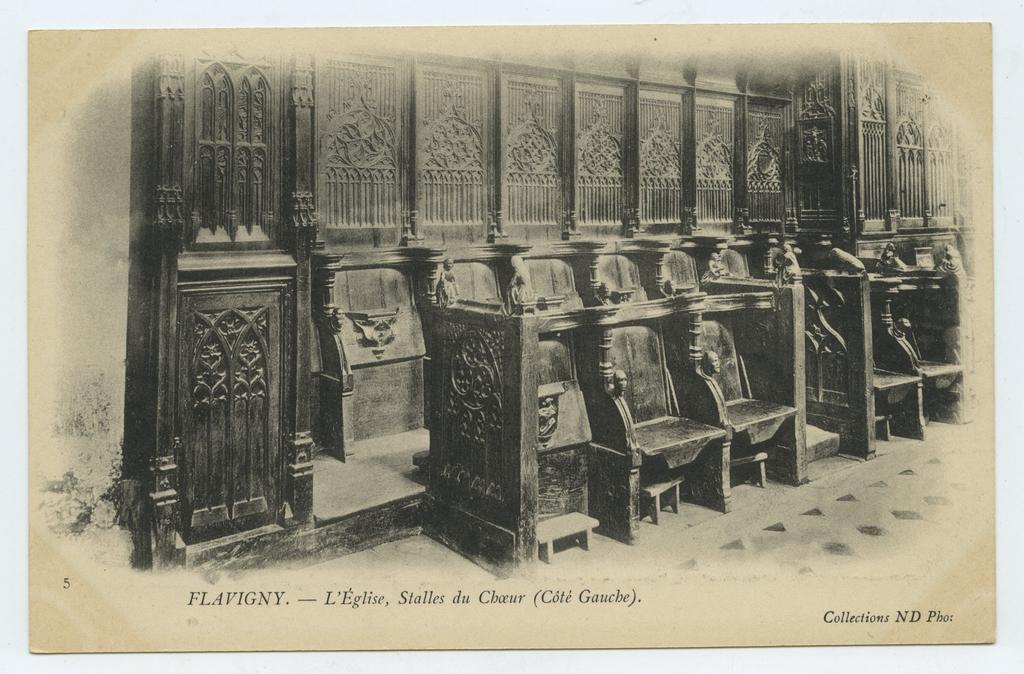 5
FLAVIGNY. — L'Église, Stalles du Chœur (Côté Gauche).
Collections ND Pho: